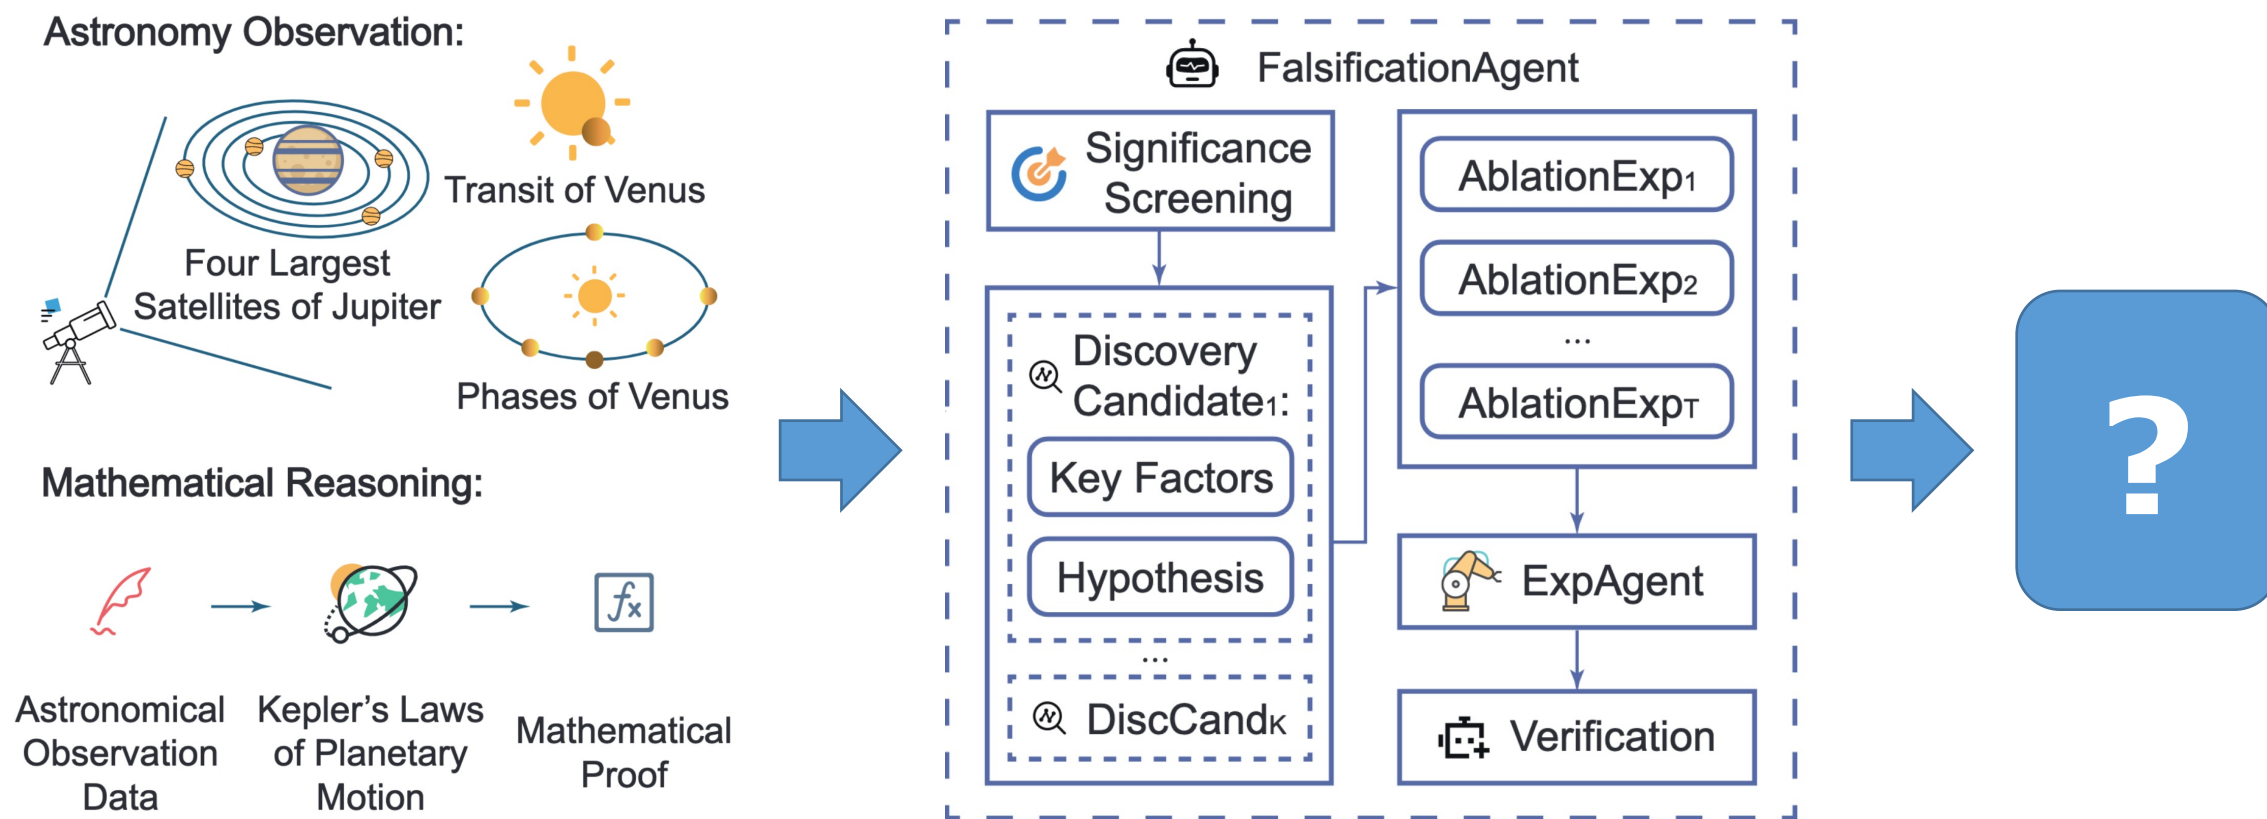 Astronomy Observation:
Transit of Venus
Four Largest
Satellites of Jupiter
Phases of Venus
Mathematical Reasoning:
Astronomical
Observation
Data
Kepler's Laws
of Planetary
Motion
fx
Mathematical
Proof
FalsificationAgent
Significance
Screening
Discovery
Candidate1:
Key Factors
Hypothesis
...
DiscCandK
AblationExp1
AblationExp2
...
AblationExpT
ExpAgent
Verification
?